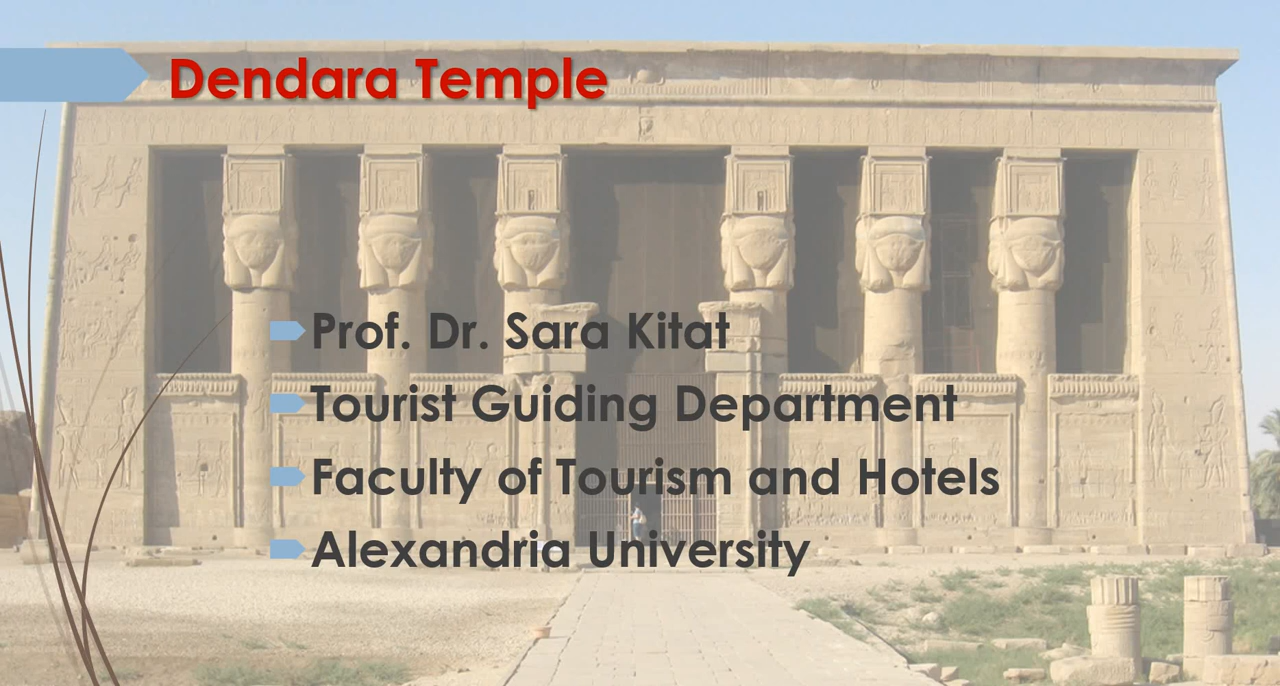 Dendara Temple
Prof. Dr. Sara Kitat
Tourist Guiding Department
Faculty of Tourism and Hotels
Alexandria University